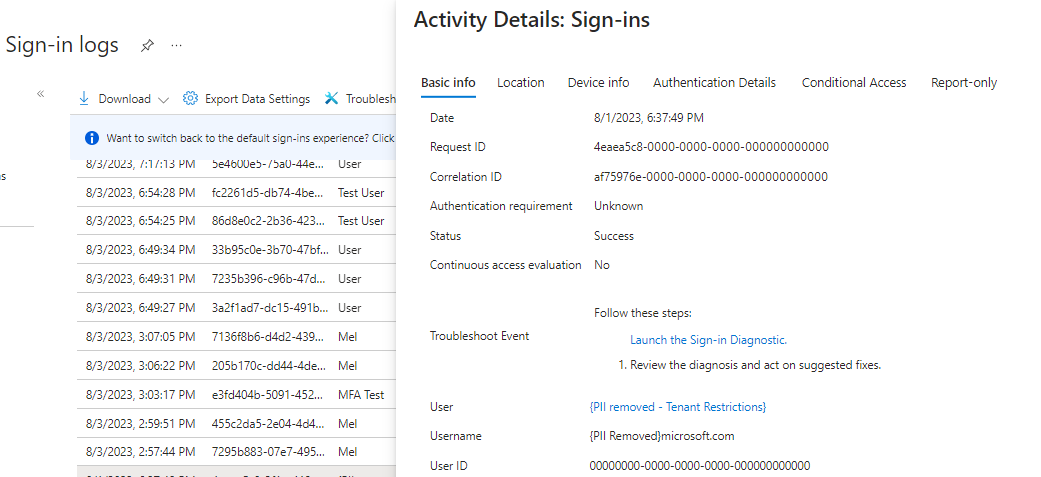 Activity Details: Sign-ins
Sign-in logs
Basic info Location Device info Authentication Details Conditional Access Report-only
Download Export Data Settings Troublesh
Want to switch back to the default sign-ins experience? Click
8/3/2023, 7:17:13 PM 5e4600e5-75a0-44e... User
8/3/2023, 6:54:28 PM fc2261d5-db74-4be... Test User
8/3/2023, 6:54:25 PM 86d8e0c2-2b36-423... Test User
8/3/2023, 6:49:34 PM 33b95c0e-3b70-47bf... User
8/3/2023, 6:49:31 PM 7235b396-c96b-47d... User
8/3/2023, 6:49:27 PM 3a2f1ad7-dc15-491b... User
8/3/2023, 3:07:05 PM 7136f8b6-d4d2-439... Mel
8/3/2023, 3:06:22 PM 205b170c-dd44-4de... Mel
8/3/2023, 3:03:17 PM e3fd404b-5091-452... MFA Test
8/3/2023, 2:59:51 PM 455c2da5-2e04-4d4... Mel
8/3/2023, 2:57:44 PM 7295b883-07e7-495... Mel
Date 8/1/2023, 6:37:49 PM
Request ID 4eaea5c8-0000-0000-0000-000000000000
Correlation ID af75976e-0000-0000-0000-000000000000
Authentication requirement Unknown
Status Success
Continuous access evaluation No
Follow these steps:
Troubleshoot Event Launch the Sign-in Diagnostic.
1. Review the diagnosis and act on suggested fixes.
User {PII removed - Tenant Restrictions}
Username {PII Removed}microsoft.com
User ID 00000000-0000-0000-0000-000000000000